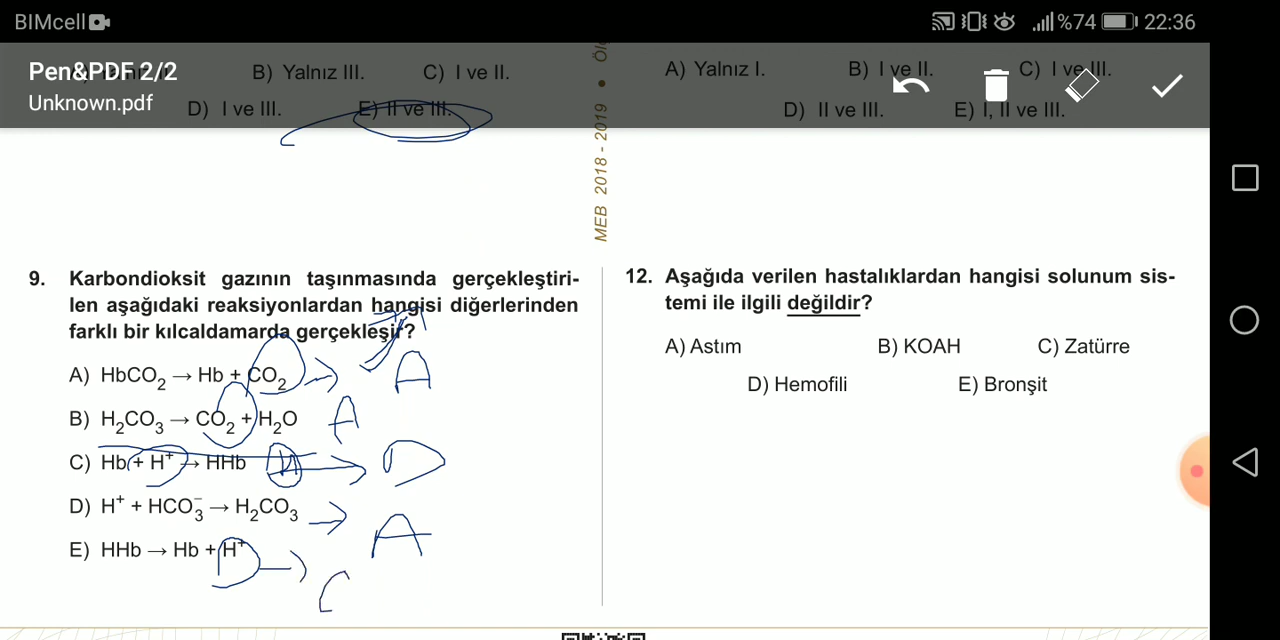 BIMcell
%74 22:36
Pen&PDF 2/2
Unknown.pdf
B) Yalnız III. C) I ve II.
D) I ve III. E) II ve III.
MEB 2018 - 2019 • Ölç
9. Karbondioksit gazının taşınmasında gerçekleştiri-
len aşağıdaki reaksiyonlardan hangisi diğerlerinden
farklı bir kılcaldamarda gerçekleşir?
A) HbCO₂ → Hb + CO₂ → A
B) H₂CO₃ → CO₂ + H₂O A
C) Hb + H⁺ → HHb → D
D) H⁺ + HCO₃⁻ → H₂CO₃ → A
E) HHb → Hb + H⁺ →
A) Yalnız I. B) I ve II. C) I ve III.
D) II ve III. E) I, II ve III.
12. Aşağıda verilen hastalıklardan hangisi solunum sis-
temi ile ilgili değildir?
A) Astım B) KOAH C) Zatürre
D) Hemofili E) Bronşit